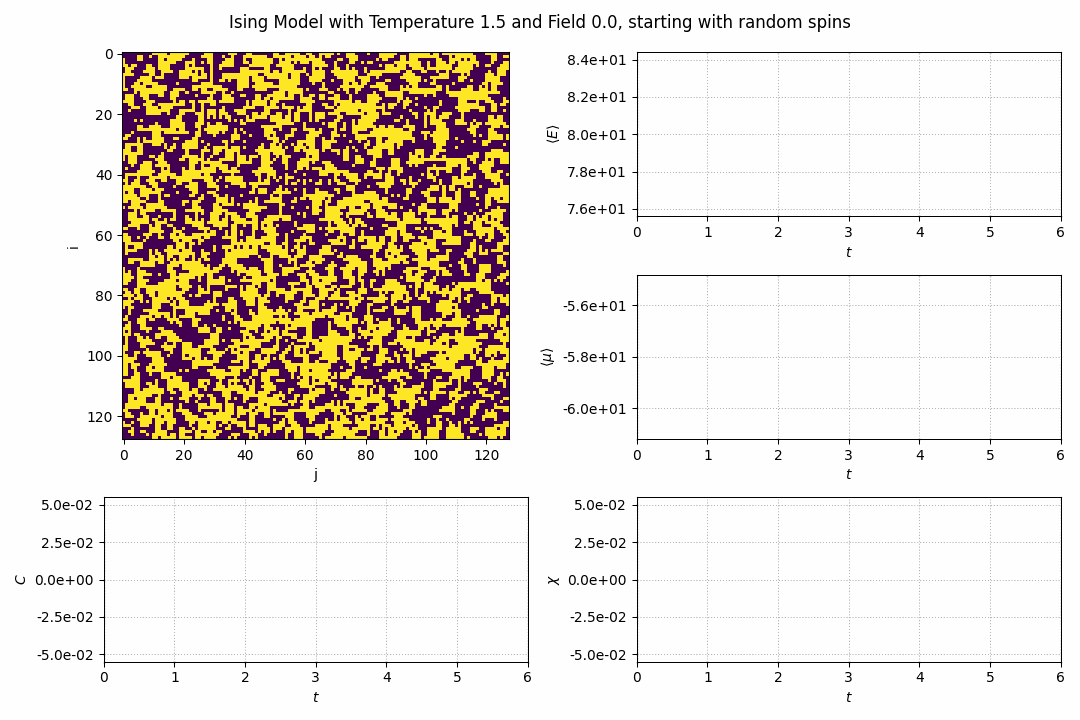 Ising Model with Temperature 1.5 and Field 0.0, starting with random spins
0
20
40
60
80
100
120
i
0 20 40 60 80 100 120
j
8.4e+01
8.2e+01
8.0e+01
7.8e+01
7.6e+01
⟨E⟩
0 1 2 3 4 5 6
t
-5.6e+01
-5.8e+01
-6.0e+01
⟨μ⟩
0 1 2 3 4 5 6
t
5.0e-02
2.5e-02
0.0e+00
-2.5e-02
-5.0e-02
C
0 1 2 3 4 5 6
t
5.0e-02
2.5e-02
0.0e+00
-2.5e-02
-5.0e-02
χ
0 1 2 3 4 5 6
t